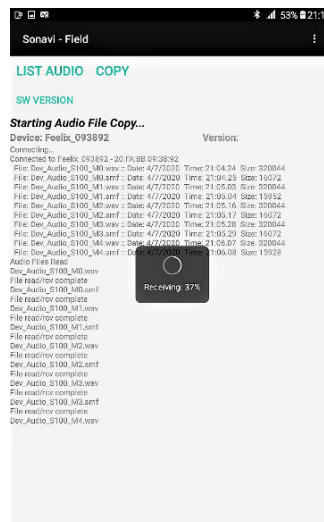 53% 21:1
Sonavi - Field
LIST AUDIO COPY
SW VERSION
Starting Audio File Copy...
Device: Feelix_093892 Version:
Connecting...
Connected to Feelix_093892 - 20:FA:BB:09:38:92
File: Dev_Audio_S100_M0.wav :: Date: 4/7/2020 Time: 21:04.24 Size: 320044
File: Dev_Audio_S100_M0.smf :: Date: 4/7/2020 Time: 21:04.25 Size: 16072
File: Dev_Audio_S100_M1.wav :: Date: 4/7/2020 Time: 21:05.03 Size: 320044
File: Dev_Audio_S100_M1.smf :: Date: 4/7/2020 Time: 21:05.04 Size: 15952
File: Dev_Audio_S100_M2.wav :: Date: 4/7/2020 Time: 21:05.16 Size: 320044
File: Dev_Audio_S100_M2.smf :: Date: 4/7/2020 Time: 21:05.17 Size: 16072
File: Dev_Audio_S100_M3.wav :: Date: 4/7/2020 Time: 21:05.28 Size: 320044
File: Dev_Audio_S100_M3.smf :: Date: 4/7/2020 Time: 21:05.29 Size: 16072
File: Dev_Audio_S100_M4.wav :: Date: 4/7/2020 Time: 21:06.07 Size: 320044
File: Dev_Audio_S100_M4.smf :: 21:06.08 Size: 15928
Audio Files Read
Dev_Audio_S100_M0.wav
File read/rcv complete
Dev_Audio_S100_M0.smf
File read/rcv complete
Dev_Audio_S100_M1.wav
File read/rcv complete
Dev_Audio_S100_M1.smf
File read/rcv complete
Dev_Audio_S100_M2.wav
File read/rcv complete
Dev_Audio_S100_M2.smf
File read/rcv complete
Dev_Audio_S100_M3.wav
File read/rcv complete
Dev_Audio_S100_M3.smf
File read/rcv complete
Dev_Audio_S100_M4.wav
Receiving: 37%